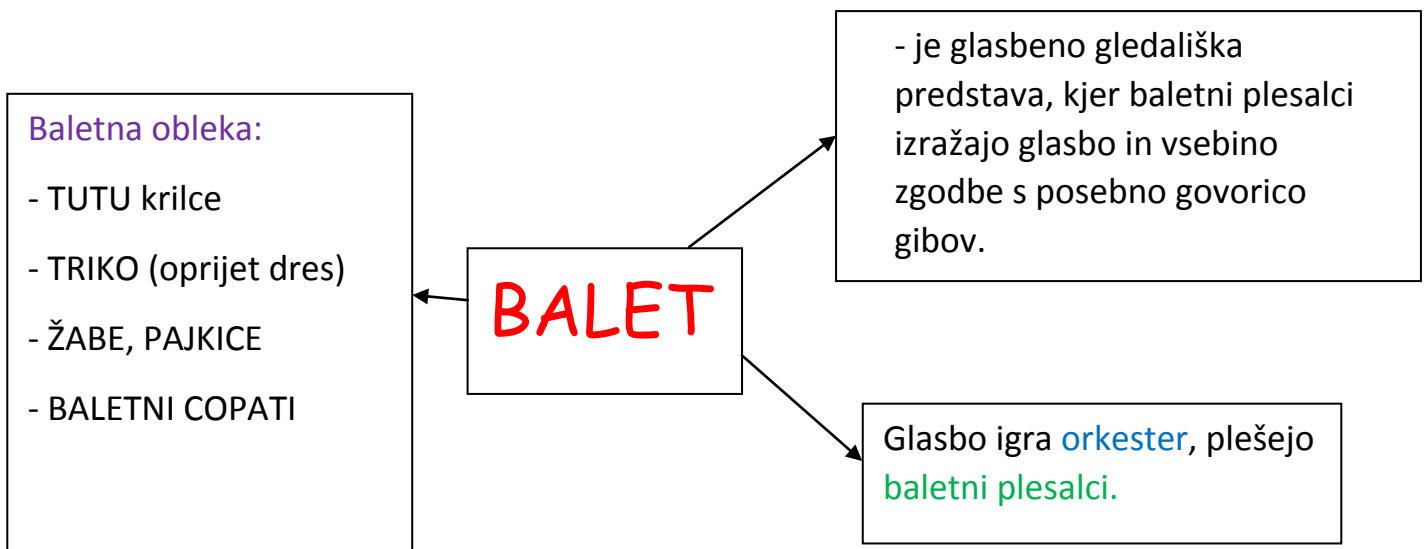 - je glasbeno gledališka
predstava, kjer baletni plesalci
izražajo glasbo in vsebino
zgodbe s posebno govorico
gibov.
Baletna obleka:
- TUTU krilce
- TRIKO (oprijet dres)
- ŽABE, PAJKICE
- BALETNI COPATI
BALET
Glasbo igra orkester, plešejo
baletni plesalci.